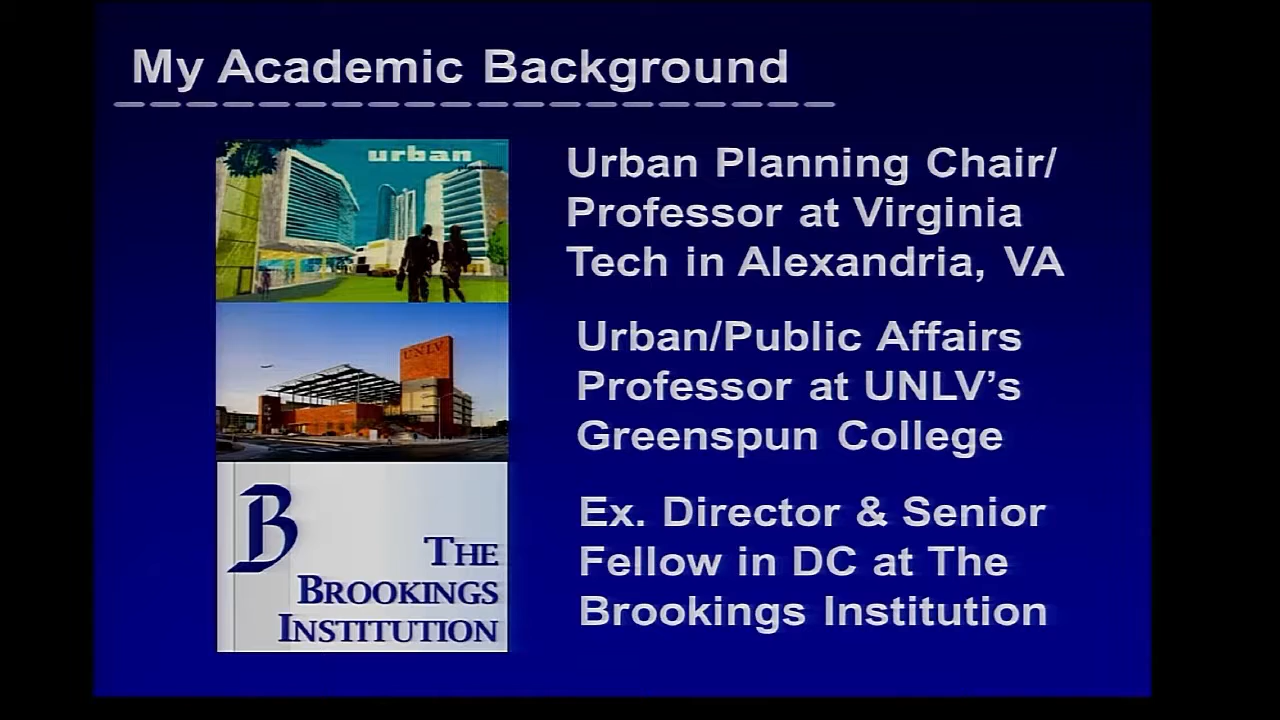 My Academic Background
urban
Urban Planning Chair/
Professor at Virginia
Tech in Alexandria, VA
UNLV
Urban/Public Affairs
Professor at UNLV's
Greenspun College
B
THE
BROOKINGS
INSTITUTION
Ex. Director & Senior
Fellow in DC at The
Brookings Institution